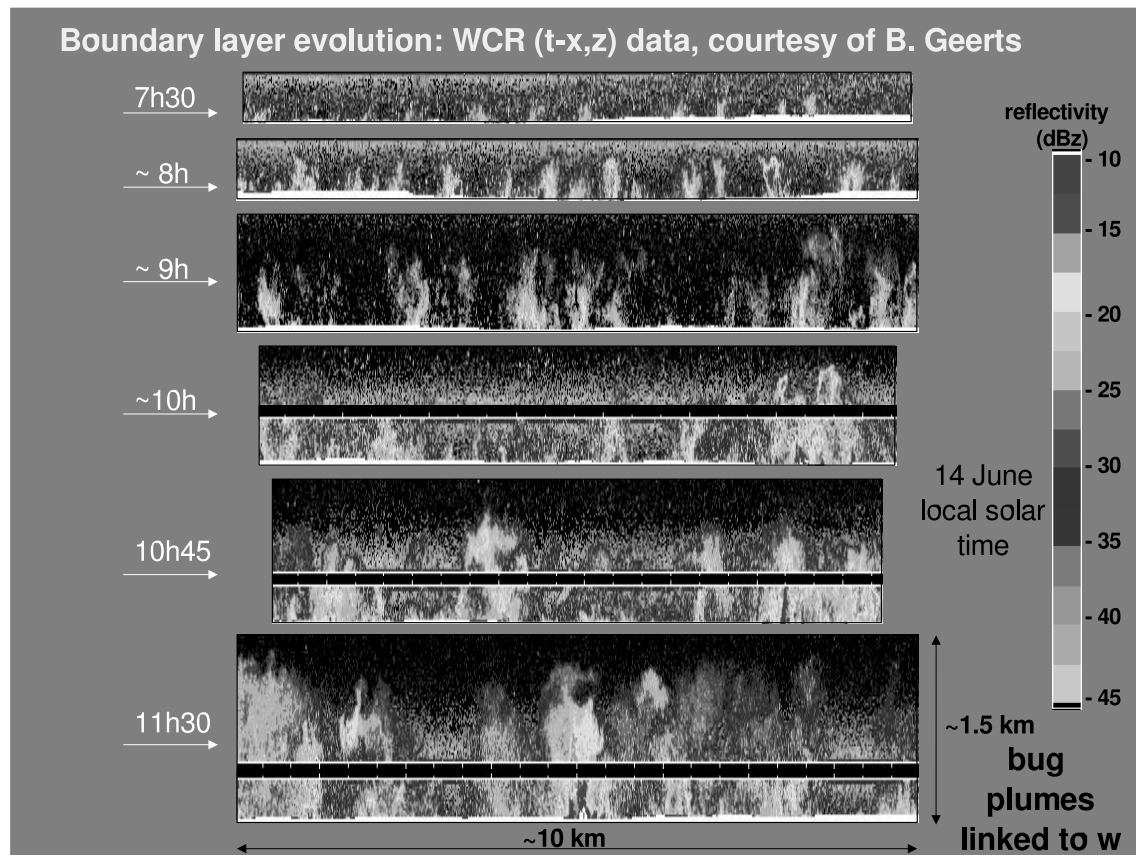 Boundary layer evolution: WCR (t-x,z) data, courtesy of B. Geerts
7h30
~ 8h
~ 9h
~10h
10h45
11h30
reflectivity
(dBz)
- 10
- 15
- 20
- 25
- 30
- 35
- 40
- 45
14 June
local solar
time
~1.5 km
bug
plumes
linked to w
~10 km